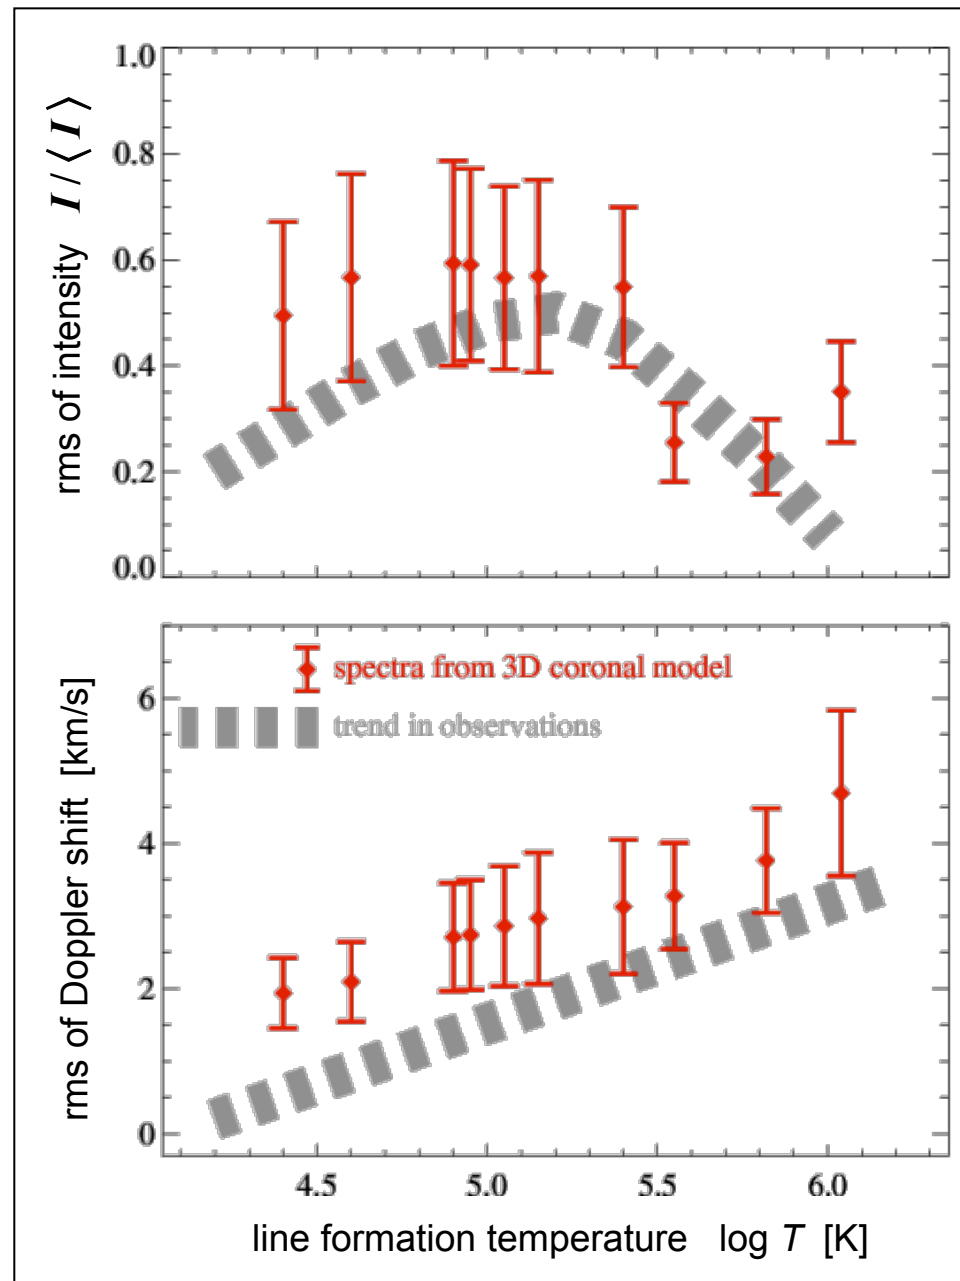 1.0
0.8
0.6
0.4
0.2
0.0
rms of intensity I / ⟨ I ⟩
spectra from 3D coronal model
trend in observations
6
4
2
0
rms of Doppler shift [km/s]
4.5 5.0 5.5 6.0
line formation temperature log T [K]